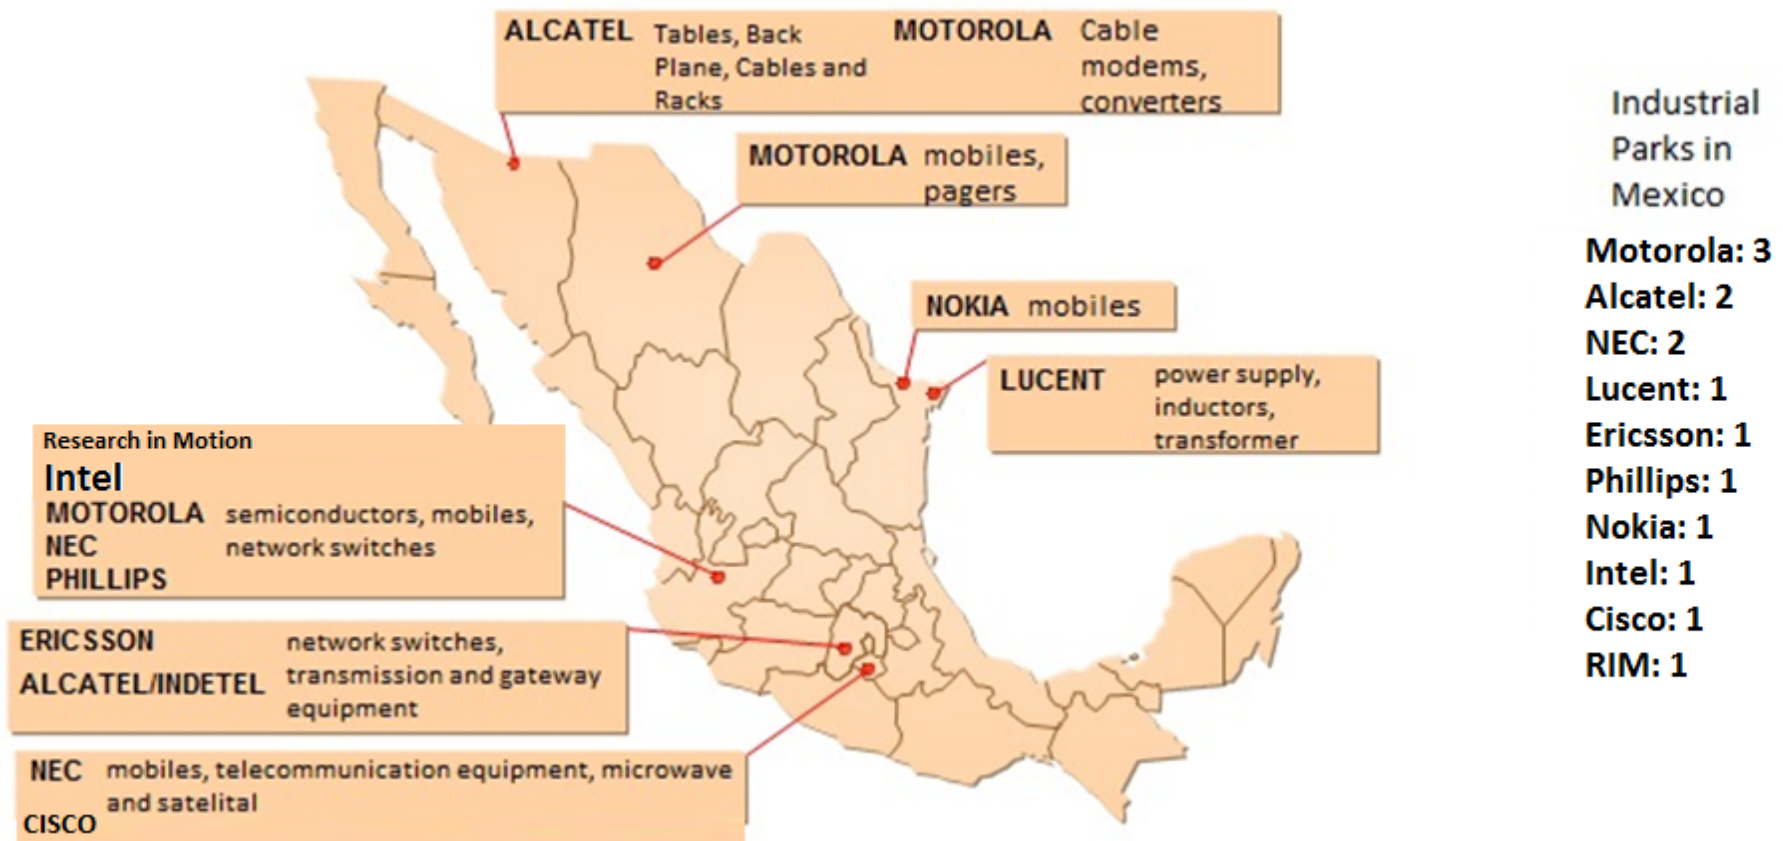 ALCATEL Tables, Back
Plane, Cables and
Racks
MOTOROLA Cable
modems,
converters
MOTOROLA mobiles,
pagers
NOKIA mobiles
LUCENT power supply,
inductors,
transformer
Research in Motion
Intel
MOTOROLA semiconductors, mobiles,
NEC network switches
PHILLIPS
ERICSSON network switches,
ALCATEL/INDETEL transmission and gateway
equipment
NEC mobiles, telecommunication equipment, microwave
and satelital
CISCO
Industrial
Parks in
Mexico
Motorola: 3
Alcatel: 2
NEC: 2
Lucent: 1
Ericsson: 1
Phillips: 1
Nokia: 1
Intel: 1
Cisco: 1
RIM: 1